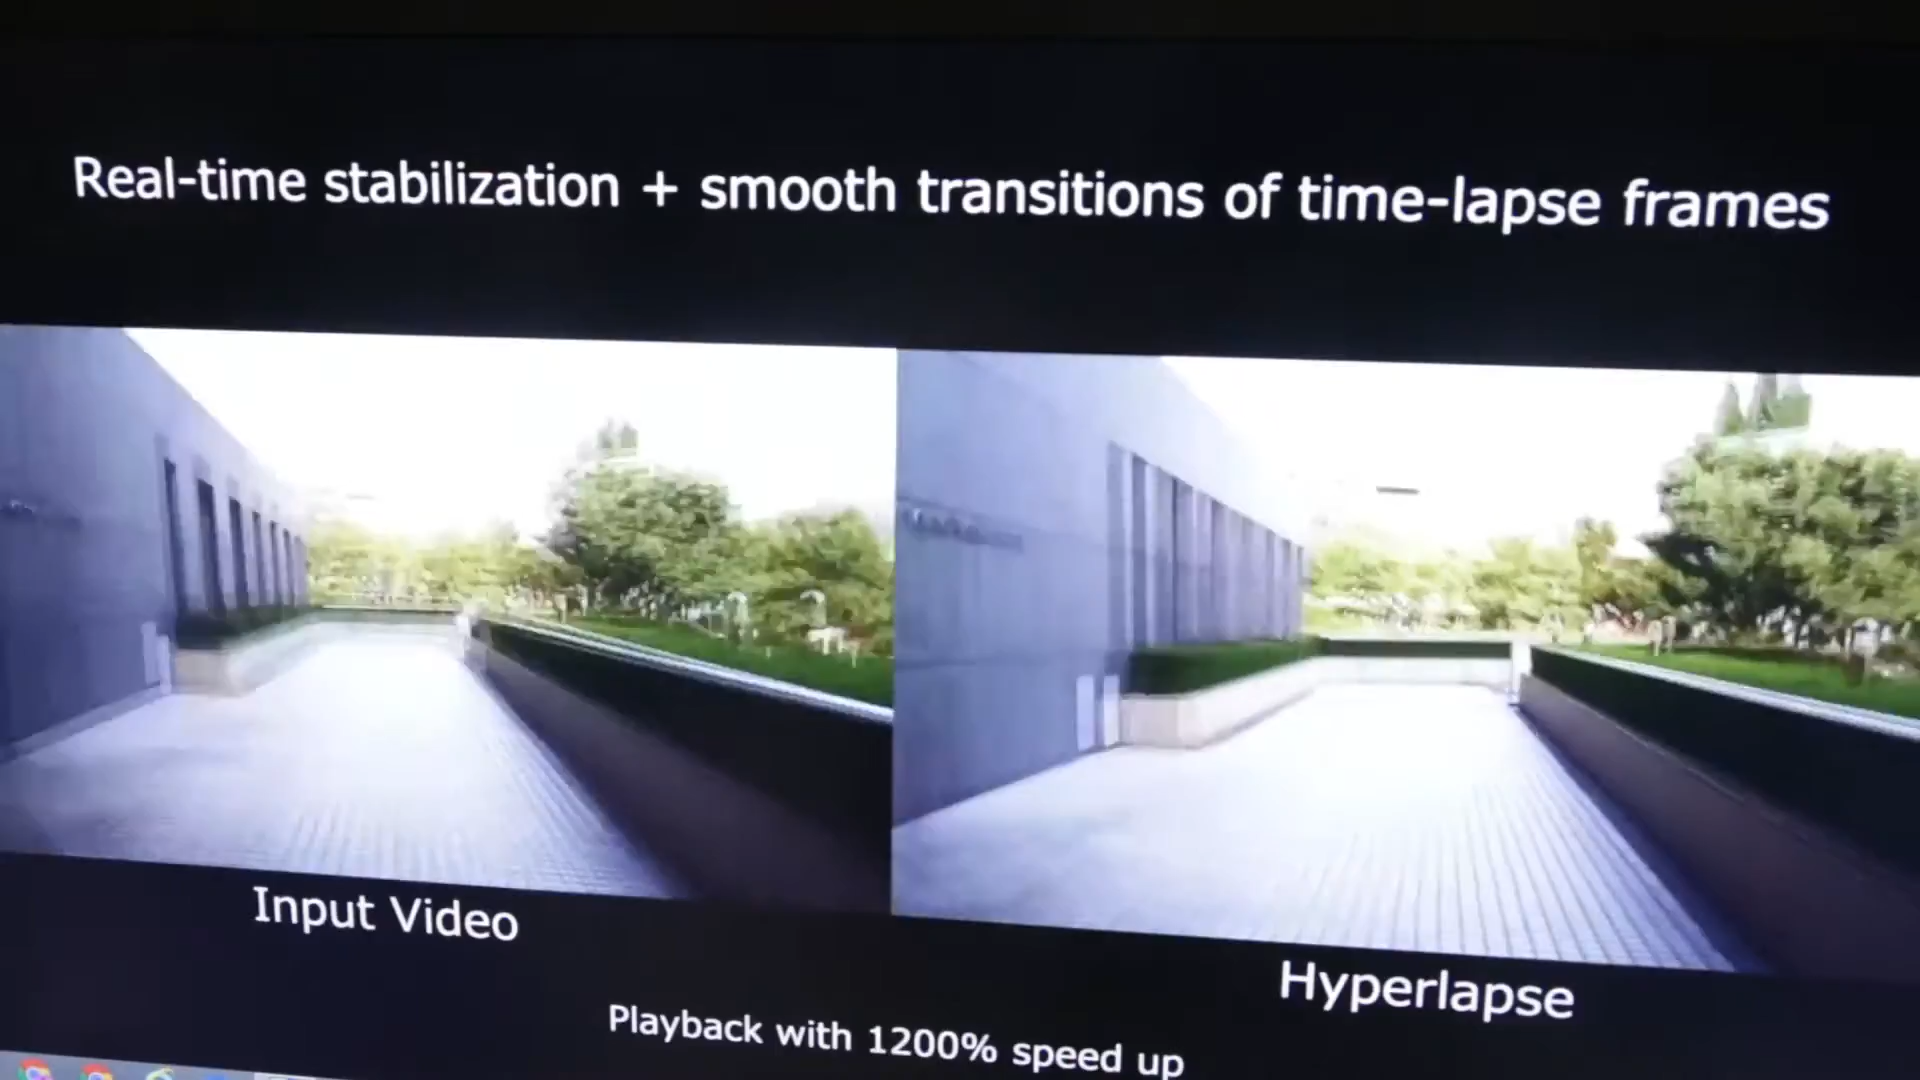 Real-time stabilization + smooth transitions of time-lapse frames
Input Video
Hyperlapse
Playback with 1200% speed up